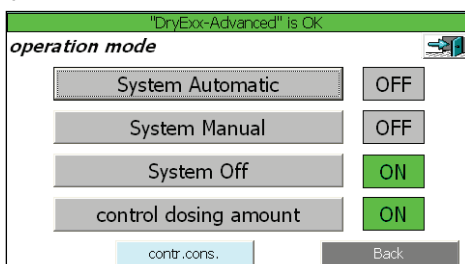 "DryExx-Advanced" is OK
operation mode
System Automatic OFF
System Manual OFF
System Off ON
control dosing amount ON
contr.cons. Back